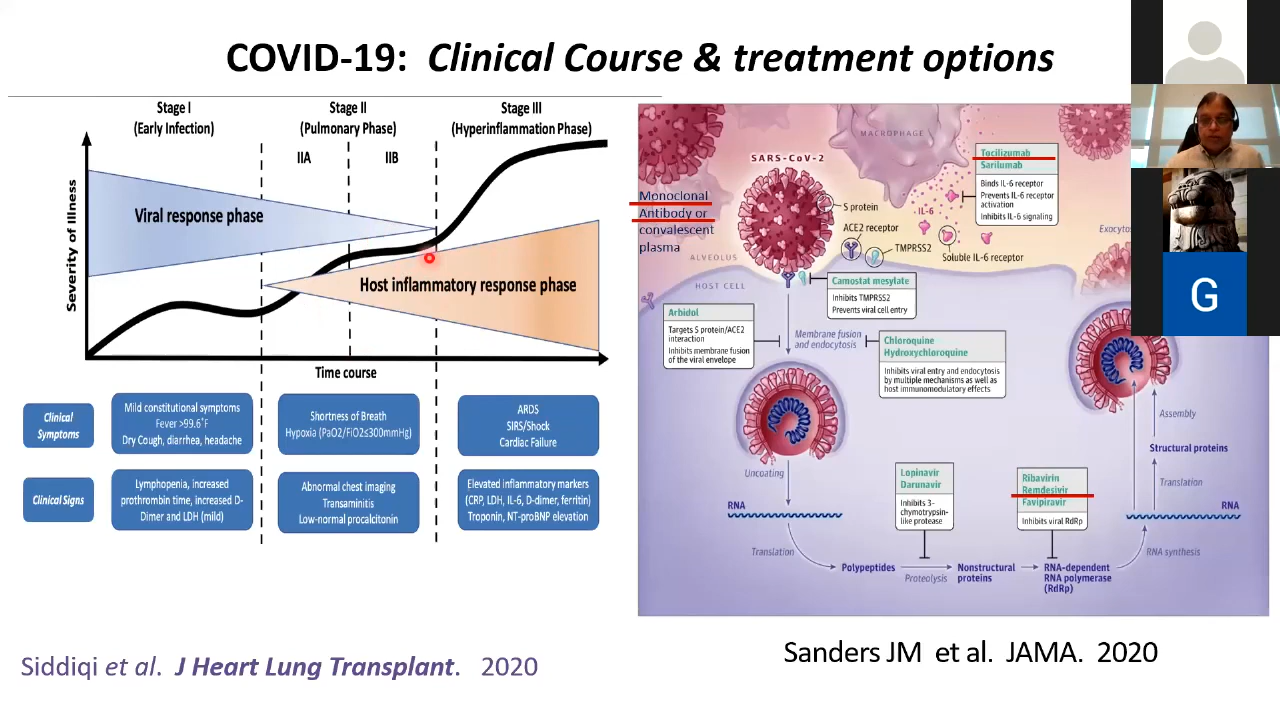 COVID-19: Clinical Course & treatment options
Stage I
(Early Infection)
Stage II
(Pulmonary Phase)
Stage III
(Hyperinflammation Phase)
IIA
IIB
Severity of Illness
Viral response phase
Host inflammatory response phase
Time course
Clinical
Symptoms
Mild constitutional symptoms
Fever >99.6°F
Dry Cough, diarrhea, headache
Shortness of Breath
Hypoxia (PaO2/FiO2≤300mmHg)
ARDS
SIRS/Shock
Cardiac Failure
Clinical Signs
Lymphopenia, increased
prothrombin time, increased D-
Dimer and LDH (mild)
Abnormal chest imaging
Transaminitis
Low-normal procalcitonin
Elevated inflammatory markers
(CRP, LDH, IL-6, D-dimer, ferritin)
Troponin, NT-proBNP elevation
Siddiqi et al. J Heart Lung Transplant. 2020
MACROPHAGE
SARS-CoV-2
Monoclonal
Antibody or
convalescent
plasma
S protein
ACE2 receptor
TMPRSS2
IL-6
Soluble IL-6 receptor
Tocilizumab
Sarilumab
Binds IL-6 receptor
Prevents IL-6 receptor
activation
Inhibits IL-6 signaling
ALVEOLUS
HOST CELL
Camostat mesylate
Inhibits TMPRSS2
Prevents viral cell entry
Arbidol
Targets S protein/ACE2
interaction
Inhibits membrane fusion
of the viral envelope
Membrane fusion
and endocytosis
Chloroquine
Hydroxychloroquine
Inhibits viral entry and endocytosis
by multiple mechanisms as well as
host immunomodulatory effects
Uncoating
RNA
Translation
Polypeptides
Proteolysis
Lopinavir
Darunavir
Inhibits 3-
chymotrypsin-
like protease
Nonstructural
proteins
Ribavirin
Remdesivir
Favipiravir
Inhibits viral RdRp
RNA-dependent
RNA polymerase
(RdRp)
RNA synthesis
RNA
Translation
Structural proteins
Assembly
G
Sanders JM et al. JAMA. 2020